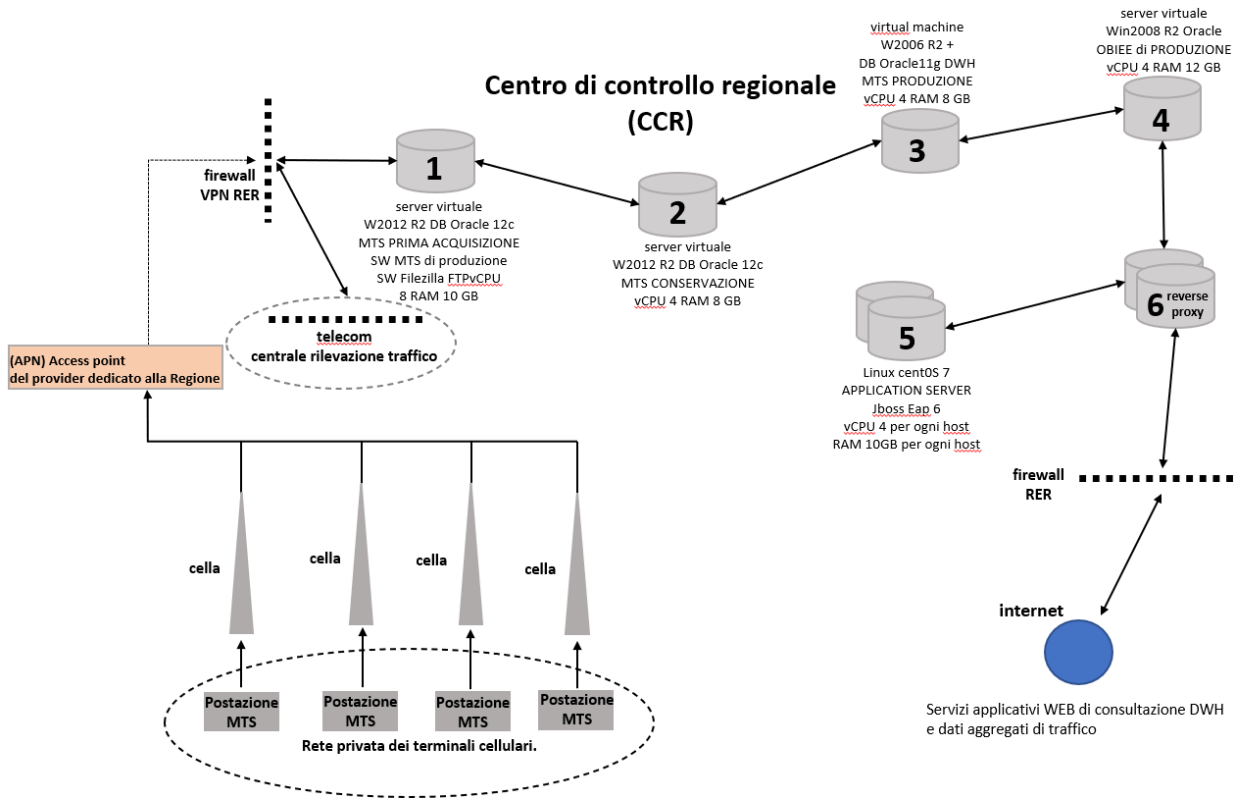 virtual machine
W2006 R2 +
DB Oracle11g DWH
MTS PRODUZIONE
vCPU 4 RAM 8 GB
server virtuale
Win2008 R2 Oracle
OBIEE di PRODUZIONE
vCPU 4 RAM 12 GB
Centro di controllo regionale
(CCR)
firewall
VPN RER
1
2
3
4
server virtuale
W2012 R2 DB Oracle 12c
MTS PRIMA ACQUISIZIONE
SW MTS di produzione
SW Filezilla FTPvCPU
8 RAM 10 GB
server virtuale
W2012 R2 DB Oracle 12c
MTS CONSERVAZIONE
vCPU 4 RAM 8 GB
telecom
centrale rilevazione traffico
(APN) Access point
del provider dedicato alla Regione
5
6 reverse
proxy
Linux cent0S 7
APPLICATION SERVER
Jboss Eap 6
vCPU 4 per ogni host
RAM 10GB per ogni host
firewall
RER
cella
cella
cella
cella
internet
Postazione
MTS
Postazione
MTS
Postazione
MTS
Postazione
MTS
Rete privata dei terminali cellulari.
Servizi applicativi WEB di consultazione DWH
e dati aggregati di traffico